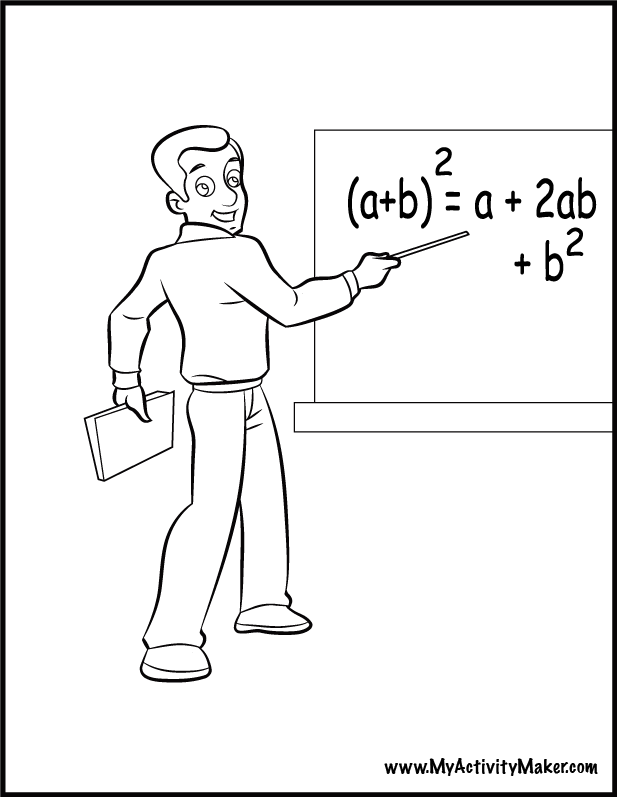 (a+b)²= a + 2ab
+ b²
www.MyActivityMaker.com